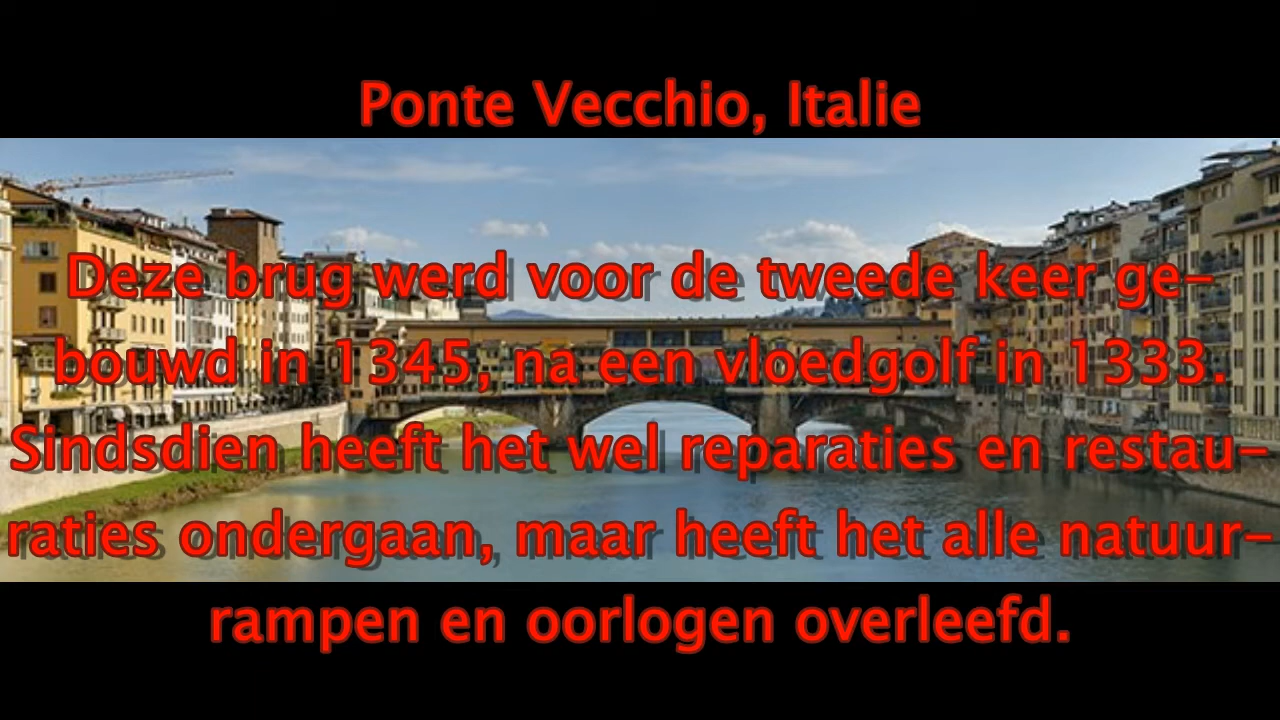 Ponte Vecchio, Italie
Deze brug werd voor de tweede keer ge-
bouwd in 1345, na een vloedgolf in 1333.
Sindsdien heeft het wel reparaties en restau-
raties ondergaan, maar heeft het alle natuur-
rampen en oorlogen overleefd.